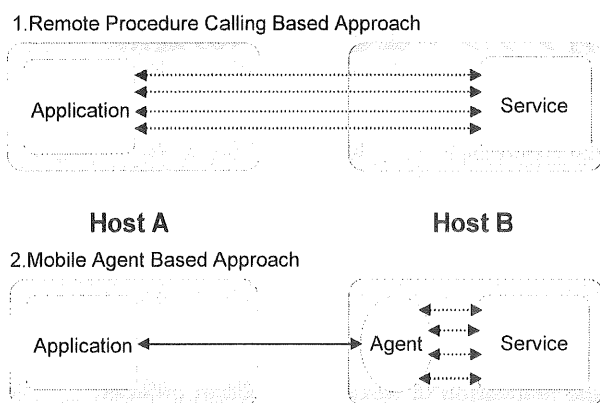 1.Remote Procedure Calling Based Approach
Application
Service
Host A
Host B
2.Mobile Agent Based Approach
Application
Agent
Service